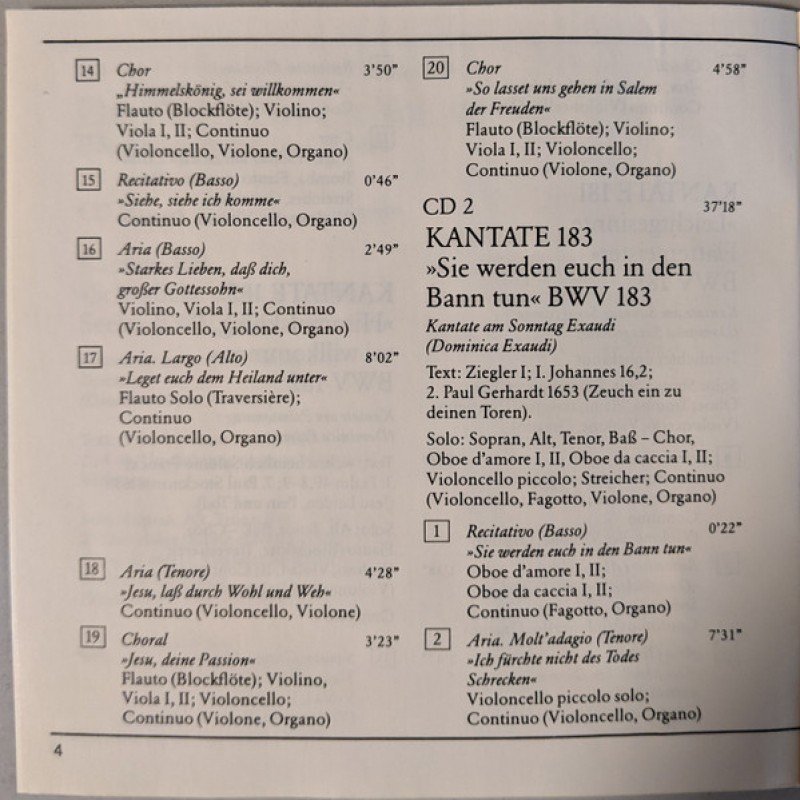 14 Chor 3’50”
„Himmelskönig, sei willkommen«
Flauto (Blockflöte); Violino;
Viola I, II; Continuo
(Violoncello, Violone, Organo)
15 Recitativo (Basso) 0’46”
»Siehe, siehe ich komme«
Continuo (Violoncello, Organo)
16 Aria (Basso) 2’49”
»Starkes Lieben, daß dich,
großer Gottessohn«
Violino, Viola I, II; Continuo
(Violoncello, Violone, Organo)
17 Aria. Largo (Alto) 8’02”
»Leget euch dem Heiland unter«
Flauto Solo (Traversière);
Continuo
(Violoncello, Organo)
18 Aria (Tenore) 4’28”
»Jesu, laß durch Wohl und Weh«
Continuo (Violoncello, Violone)
19 Choral 3’23”
»Jesu, deine Passion«
Flauto (Blockflöte); Violino,
Viola I, II; Violoncello;
Continuo (Violone, Organo)
4
20 Chor 4’58”
»So lasset uns gehen in Salem
der Freuden«
Flauto (Blockflöte); Violino;
Viola I, II; Violoncello;
Continuo (Violone, Organo)
CD 2 37’18”
KANTATE 183
»Sie werden euch in den
Bann tun« BWV 183
Kantate am Sonntag Exaudi
(Dominica Exaudi)
Text: Ziegler I; I. Johannes 16,2;
2. Paul Gerhardt 1653 (Zeuch ein zu
deinen Toren).
Solo: Sopran, Alt, Tenor, Baß – Chor,
Oboe d’amore I, II, Oboe da caccia I, II;
Violoncello piccolo; Streicher; Continuo
(Violoncello, Fagotto, Violone, Organo)
1 Recitativo (Basso) 0’22”
»Sie werden euch in den Bann tun«
Oboe d’amore I, II;
Oboe da caccia I, II;
Continuo (Fagotto, Organo)
2 Aria. Molt’adagio (Tenore) 7’31”
»Ich fürchte nicht des Todes
Schrecken«
Violoncello piccolo solo;
Continuo (Violoncello, Organo)